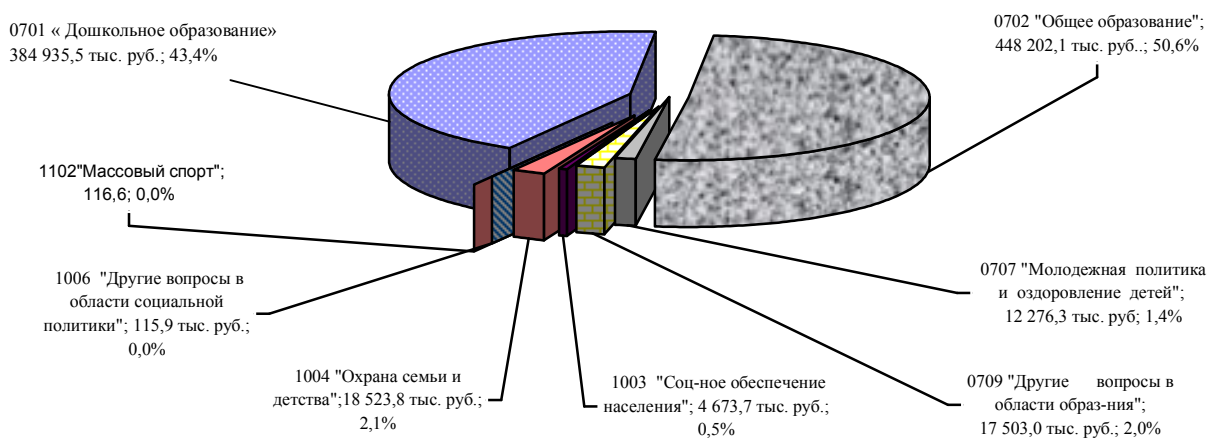 0701 « Дошкольное образование»
384 935,5 тыс. руб.; 43,4%
0702 "Общее образование";
448 202,1 тыс. руб..; 50,6%
1102"Массовый спорт";
116,6; 0,0%
1006 "Другие вопросы в
области социальной
политики"; 115,9 тыс. руб.;
0,0%
1004 "Охрана семьи и
детства";18 523,8 тыс. руб.;
2,1%
1003 "Соц-ное обеспечение
населения"; 4 673,7 тыс. руб.;
0,5%
0707 "Молодежная политика
и оздоровление детей";
12 276,3 тыс. руб; 1,4%
0709 "Другие вопросы в
области образ-ния";
17 503,0 тыс. руб.; 2,0%